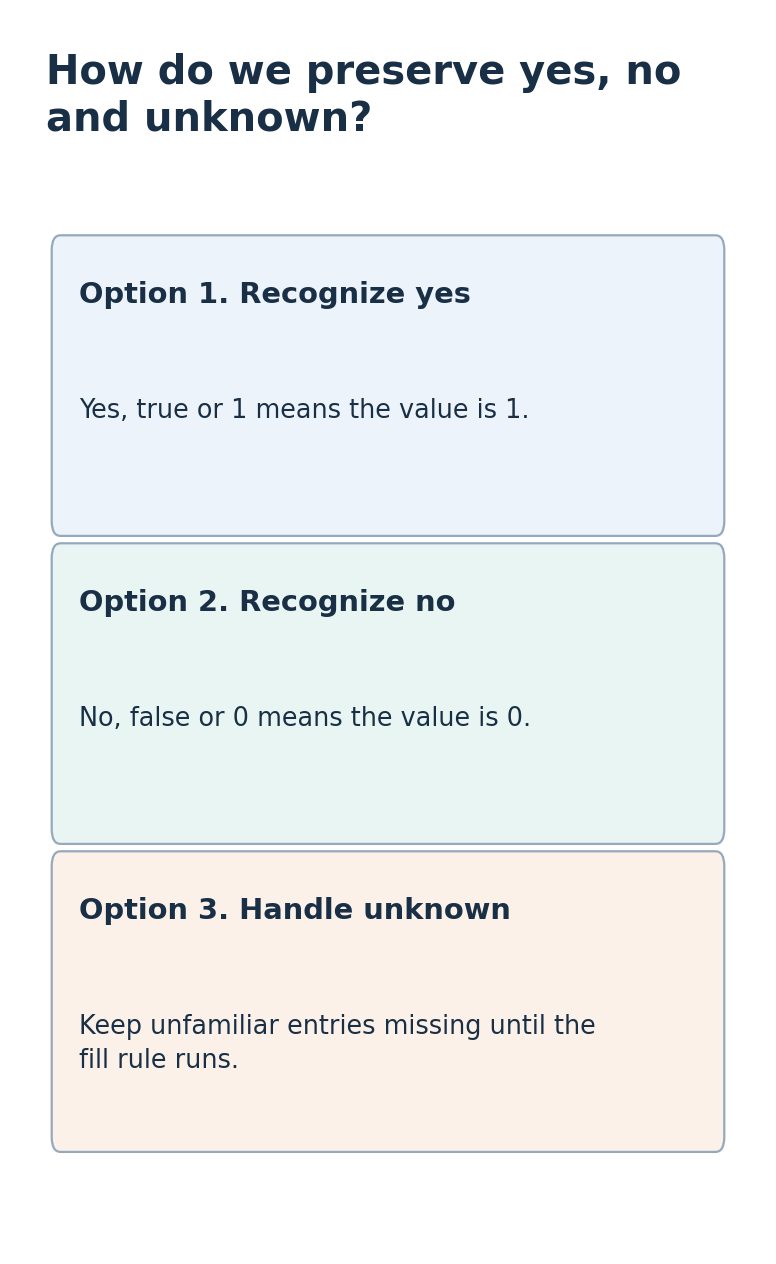 How do we preserve yes, no
and unknown?
Option 1. Recognize yes
Yes, true or 1 means the value is 1.
Option 2. Recognize no
No, false or 0 means the value is 0.
Option 3. Handle unknown
Keep unfamiliar entries missing until the
fill rule runs.